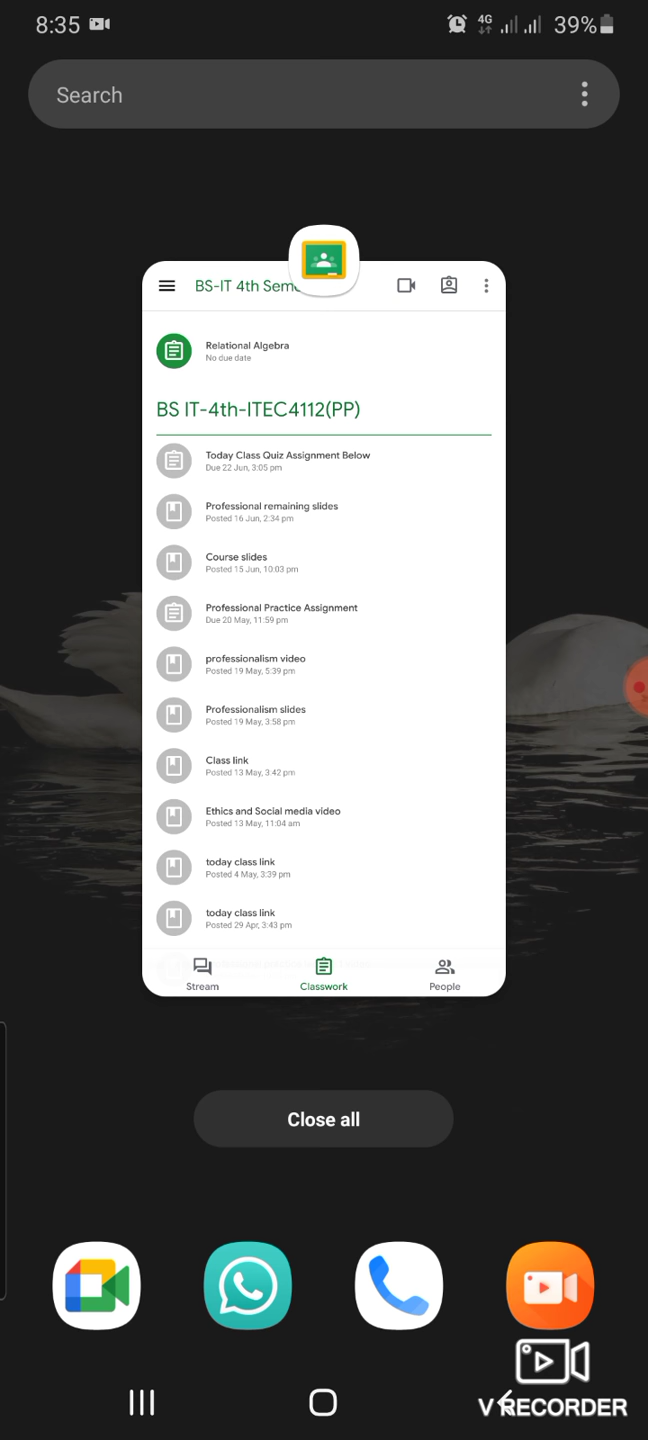 8:35
4G
39%
Search
BS-IT 4th Seme
Relational Algebra
No due date
BS IT-4th-ITEC4112(PP)
Today Class Quiz Assignment Below
Due 22 Jun, 3:05 pm
Professional remaining slides
Posted 16 Jun, 2:34 pm
Course slides
Posted 15 Jun, 10:03 pm
Professional Practice Assignment
Due 20 May, 11:59 pm
professionalism video
Posted 19 May, 5:39 pm
Professionalism slides
Posted 19 May, 3:58 pm
Class link
Posted 13 May, 3:42 pm
Ethics and Social media video
Posted 13 May, 11:04 am
today class link
Posted 4 May, 3:39 pm
today class link
Posted 29 Apr, 3:43 pm
Stream
Classwork
People
Close all
V RECORDER